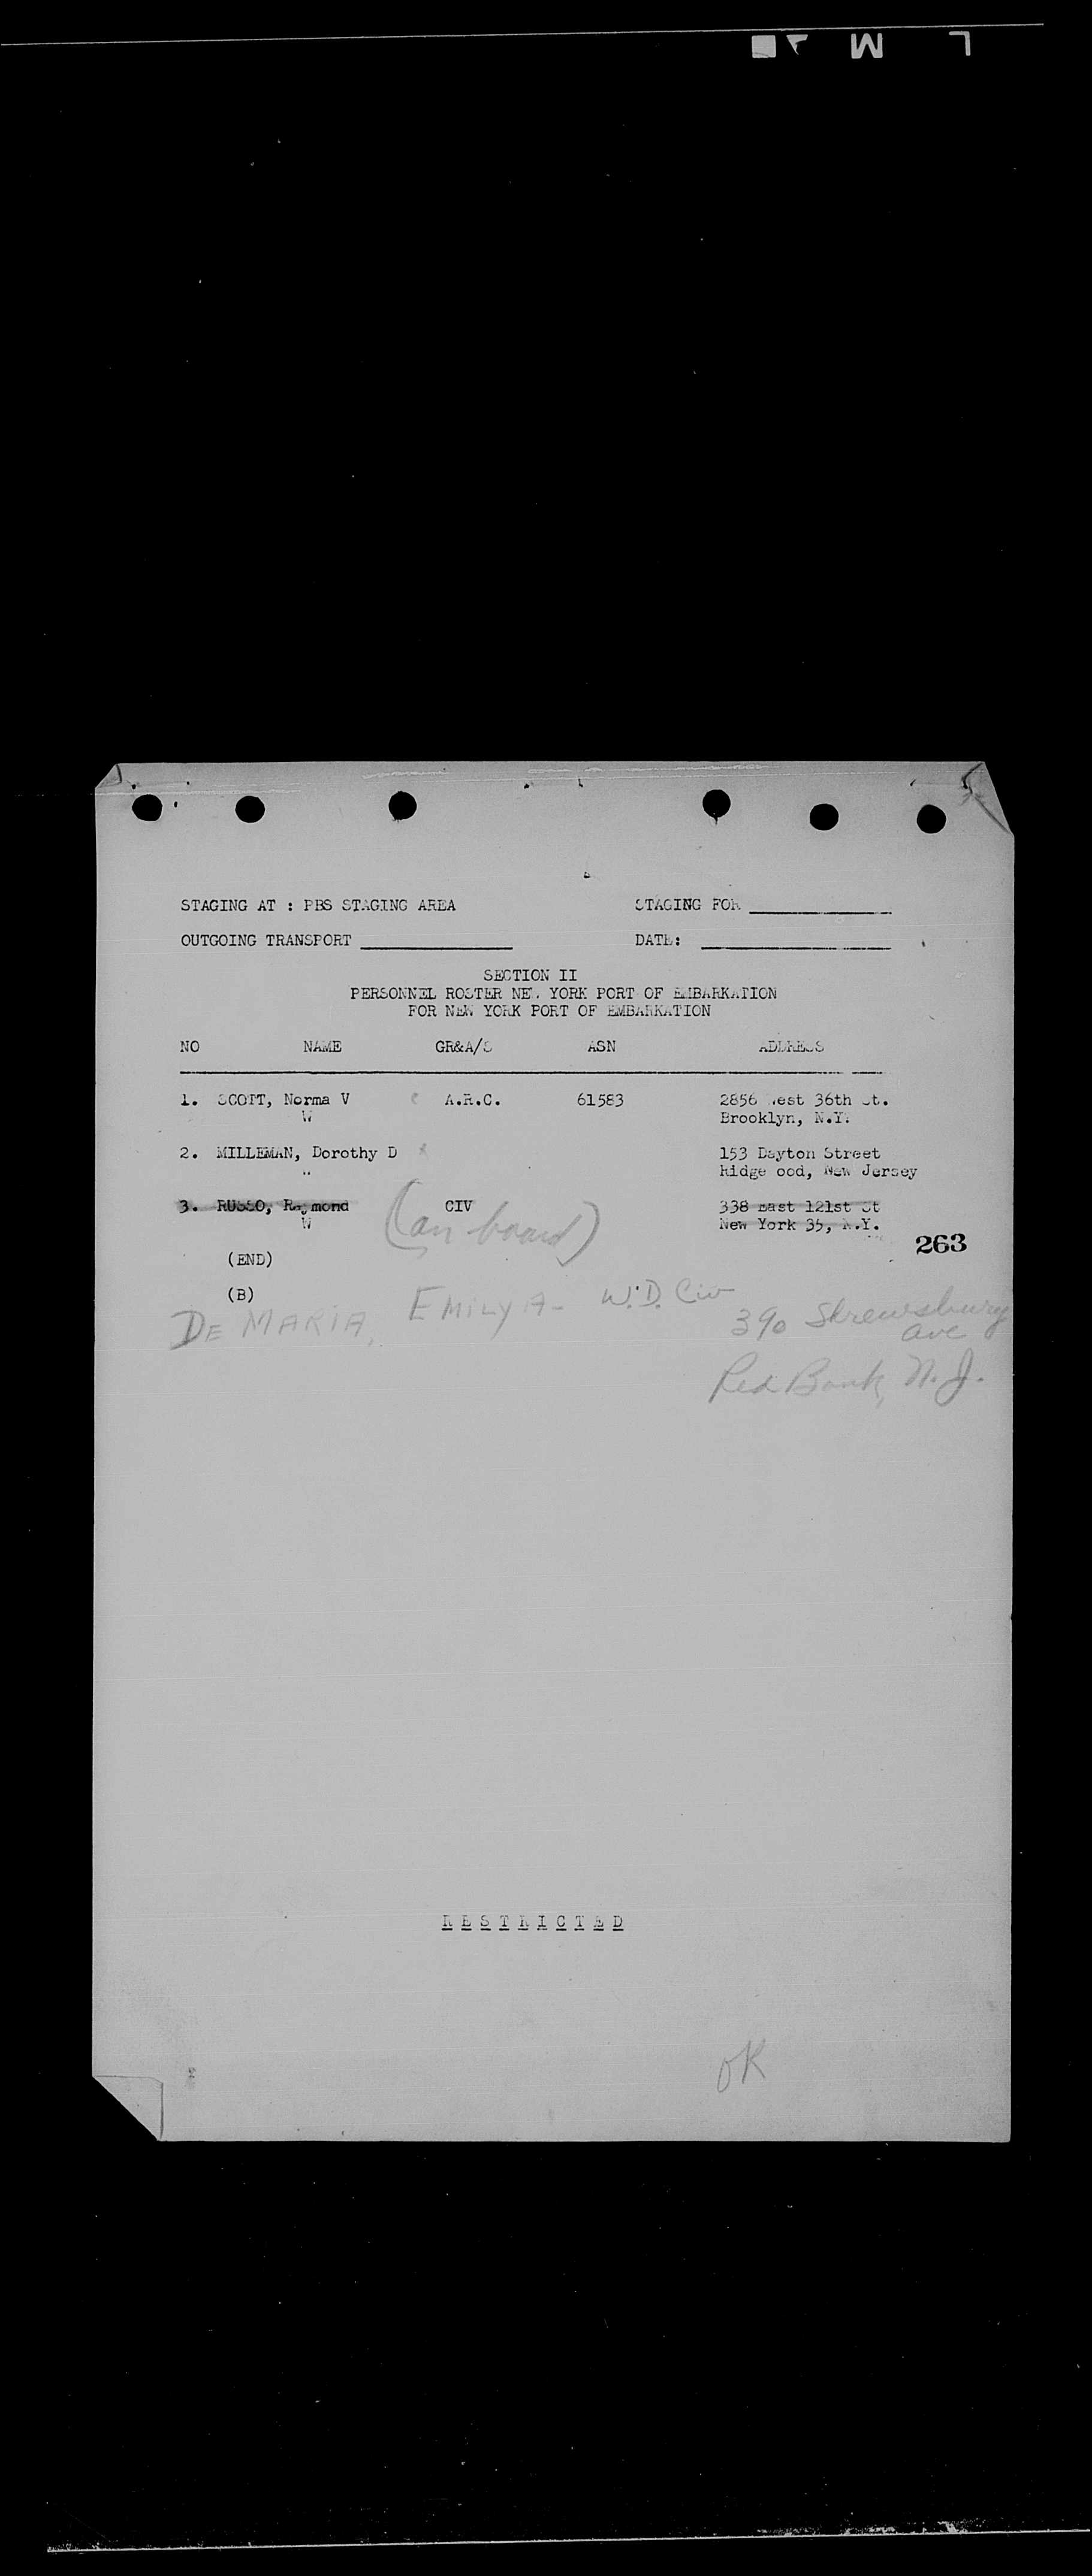 STAGING AT : PBS STAGING AREA STAGING FOR
OUTGOING TRANSPORT DATE:
SECTION II
PERSONNEL ROSTER NEW YORK PORT OF EMBARKATION
FOR NEW YORK PORT OF EMBARKATION
NO NAME GR&A/S ASN ADDRESS
1. SCOTT, Norma V A.R.C. 61583 2856 West 36th St.
W Brooklyn, N.Y.
2. MILLEMAN, Dorothy D 153 Dayton Street
" Ridge ood, New Jersey
3. RUSSO, Raymond CIV 338 East 121st St
W (on board) New York 35, N.Y.
263
(END)
(B)
DE MARIA, EMILY A- W.D. Civ 390 Shrewsbury
ave
Red Bank, N.J.
RESTRICTED
OK